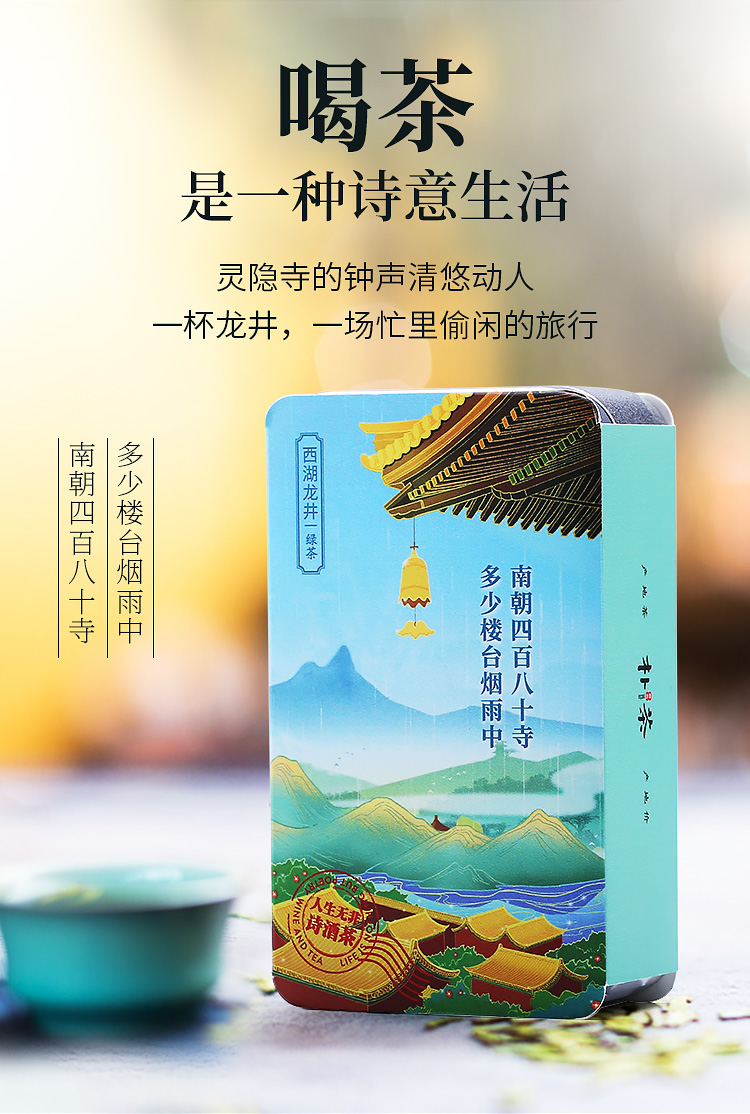 喝茶
是一种诗意生活
灵隐寺的钟声清悠动人
一杯龙井，一场忙里偷闲的旅行
多少楼台烟雨中
南朝四百八十寺
西湖龙井 | 绿茶
南朝四百八十寺
多少楼台烟雨中
人生无非
诗酒茶
WINE AND TEA
朴茶